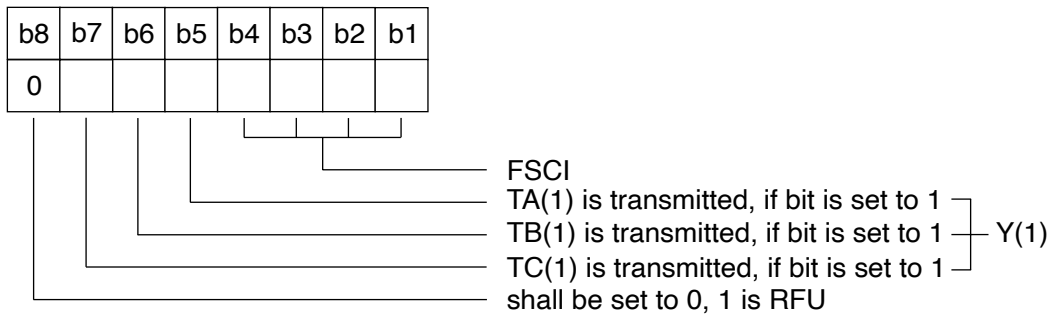 b8 b7 b6 b5 b4 b3 b2 b1
0
FSCI
TA(1) is transmitted, if bit is set to 1
TB(1) is transmitted, if bit is set to 1 Y(1)
TC(1) is transmitted, if bit is set to 1
shall be set to 0, 1 is RFU